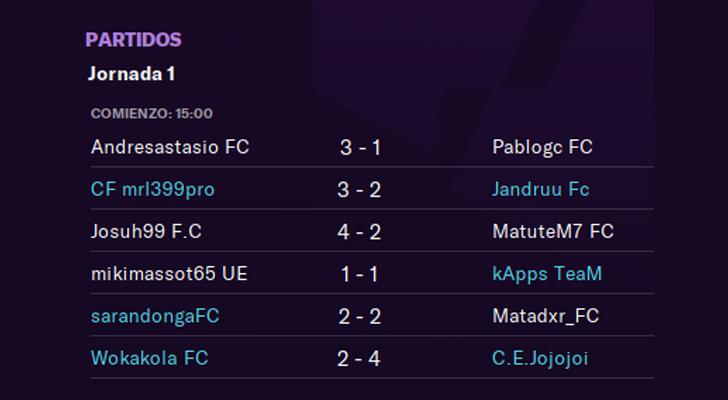 PARTIDOS
Jornada 1
COMIENZO: 15:00
Andresastasio FC 3 - 1 Pablogc FC
CF mrl399pro 3 - 2 Jandruu Fc
Josuh99 F.C 4 - 2 MatuteM7 FC
mikimassot65 UE 1 - 1 kApps TeaM
sarandongaFC 2 - 2 Matadxr_FC
Wokakola FC 2 - 4 C.E.Jojojoi